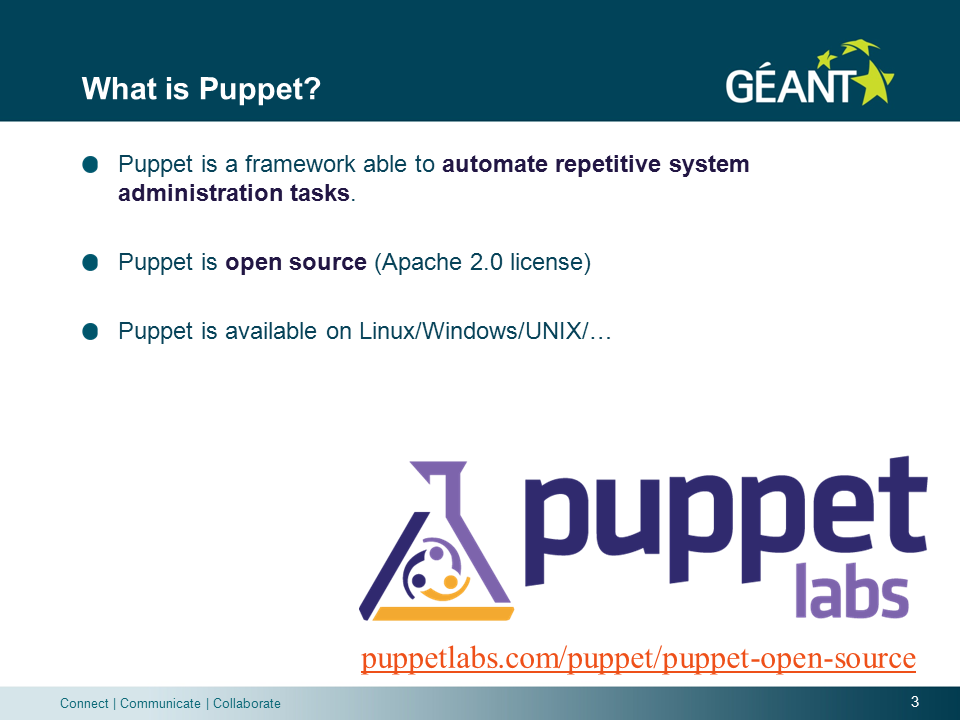 What is Puppet?
GÉANT
Puppet is a framework able to automate repetitive system
administration tasks.
Puppet is open source (Apache 2.0 license)
Puppet is available on Linux/Windows/UNIX/…
puppet
labs
puppetlabs.com/puppet/puppet-open-source
Connect | Communicate | Collaborate
3